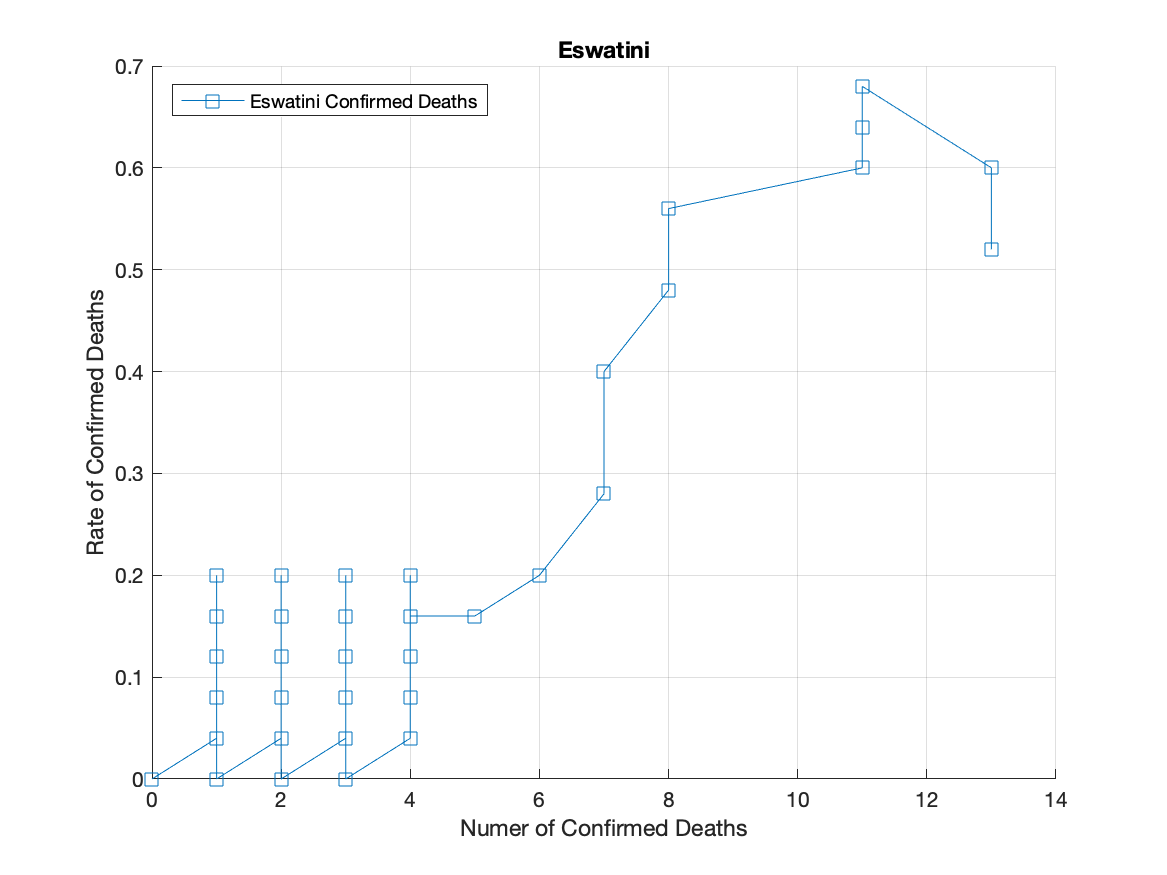 Eswatini
Eswatini Confirmed Deaths
0.7
0.6
0.5
0.4
0.3
0.2
0.1
0
0 2 4 6 8 10 12 14
Rate of Confirmed Deaths
Numer of Confirmed Deaths